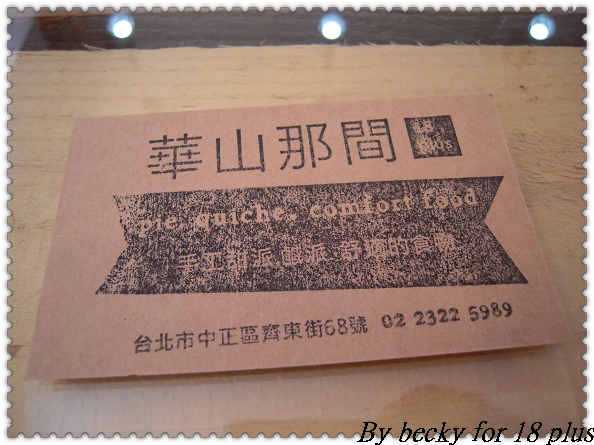 華山那間 18 plus
pie. quiche. comfort food
手工甜派 鹹派 舒適的食物
台北市中正區齊東街68號 02 2322 5989
By becky for 18 plus